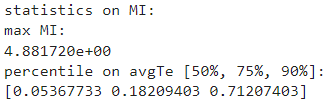 statistics on MI:
max MI:
4.881720e+00
percentile on avgTe [50%, 75%, 90%]:
[0.05367733 0.18209403 0.71207403]